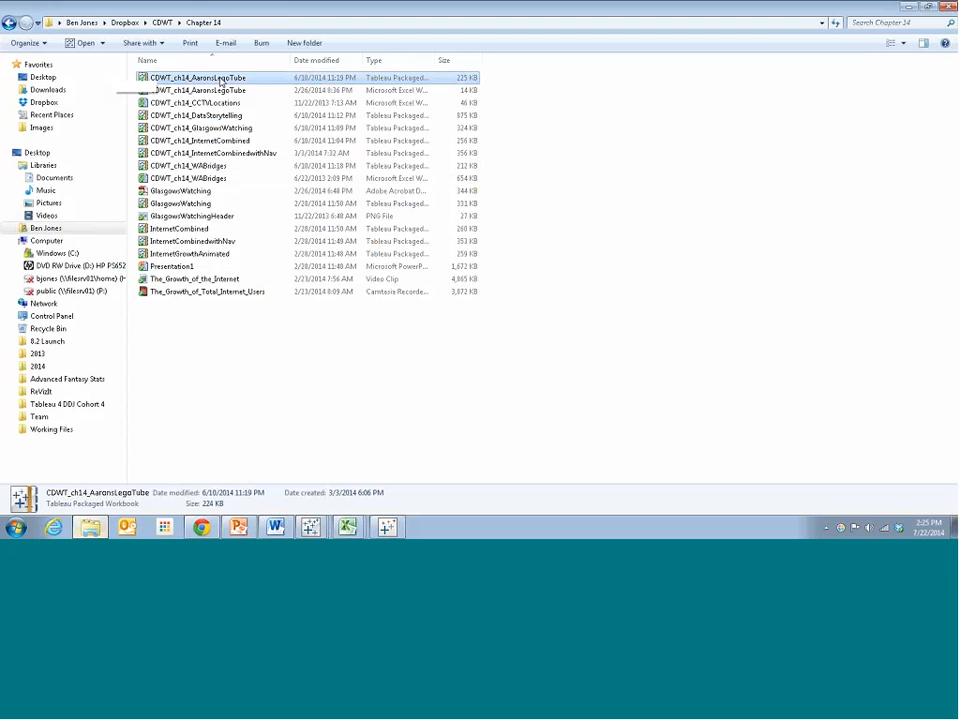 Ben Jones ▸ Dropbox ▸ CDWT ▸ Chapter 14
Search Chapter 14
Organize ▾ Open ▾ Share with ▾ Print E-mail Burn New folder
Name Date modified Type Size
Favorites
Desktop
Downloads
Dropbox
Recent Places
Images
Desktop
Libraries
Documents
Music
Pictures
Videos
Ben Jones
Computer
Windows (C:)
DVD RW Drive (D:) HP PS652
bjones (\\filesrv01\home) (H
public (\\filesrv01) (P:)
Network
Control Panel
Recycle Bin
8.2 Launch
2013
2014
Advanced Fantasy Stats
ReVizIt
Tableau 4 DDJ Cohort 4
Team
Working Files
CDWT_ch14_AaronsLegoTube 6/10/2014 11:19 PM Tableau Packaged... 225 KB
CDWT_ch14_AaronsLegoTube 2/26/2014 8:36 PM Microsoft Excel W... 14 KB
CDWT_ch14_CCTVLocations 11/22/2013 7:13 AM Microsoft Excel W... 46 KB
CDWT_ch14_DataStorytelling 6/10/2014 11:12 PM Tableau Packaged... 875 KB
CDWT_ch14_GlasgowsWatching 6/10/2014 11:09 PM Tableau Packaged... 324 KB
CDWT_ch14_InternetCombined 6/10/2014 11:04 PM Tableau Packaged... 256 KB
CDWT_ch14_InternetCombinedwithNav 3/3/2014 7:32 AM Tableau Packaged... 356 KB
CDWT_ch14_WABridges 6/10/2014 11:18 PM Tableau Packaged... 212 KB
CDWT_ch14_WABridges 6/22/2013 2:09 PM Microsoft Excel W... 654 KB
GlasgowsWatching 2/26/2014 6:48 PM Adobe Acrobat D... 344 KB
GlasgowsWatching 2/28/2014 11:50 AM Tableau Packaged... 331 KB
GlasgowsWatchingHeader 11/22/2013 6:48 AM PNG File 27 KB
InternetCombined 2/28/2014 11:50 AM Tableau Packaged... 260 KB
InternetCombinedwithNav 2/28/2014 11:49 AM Tableau Packaged... 353 KB
InternetGrowthAnimated 2/28/2014 11:48 AM Tableau Packaged... 259 KB
Presentation1 2/28/2014 11:40 AM Microsoft PowerP... 1,672 KB
The_Growth_of_the_Internet 2/23/2014 7:56 AM Video Clip 4,865 KB
The_Growth_of_Total_Internet_Users 2/23/2014 8:09 AM Camtasia Recorde... 3,872 KB
CDWT_ch14_AaronsLegoTube Date modified: 6/10/2014 11:19 PM Date created: 3/3/2014 6:06 PM
Tableau Packaged Workbook Size: 224 KB
2:25 PM
7/22/2014